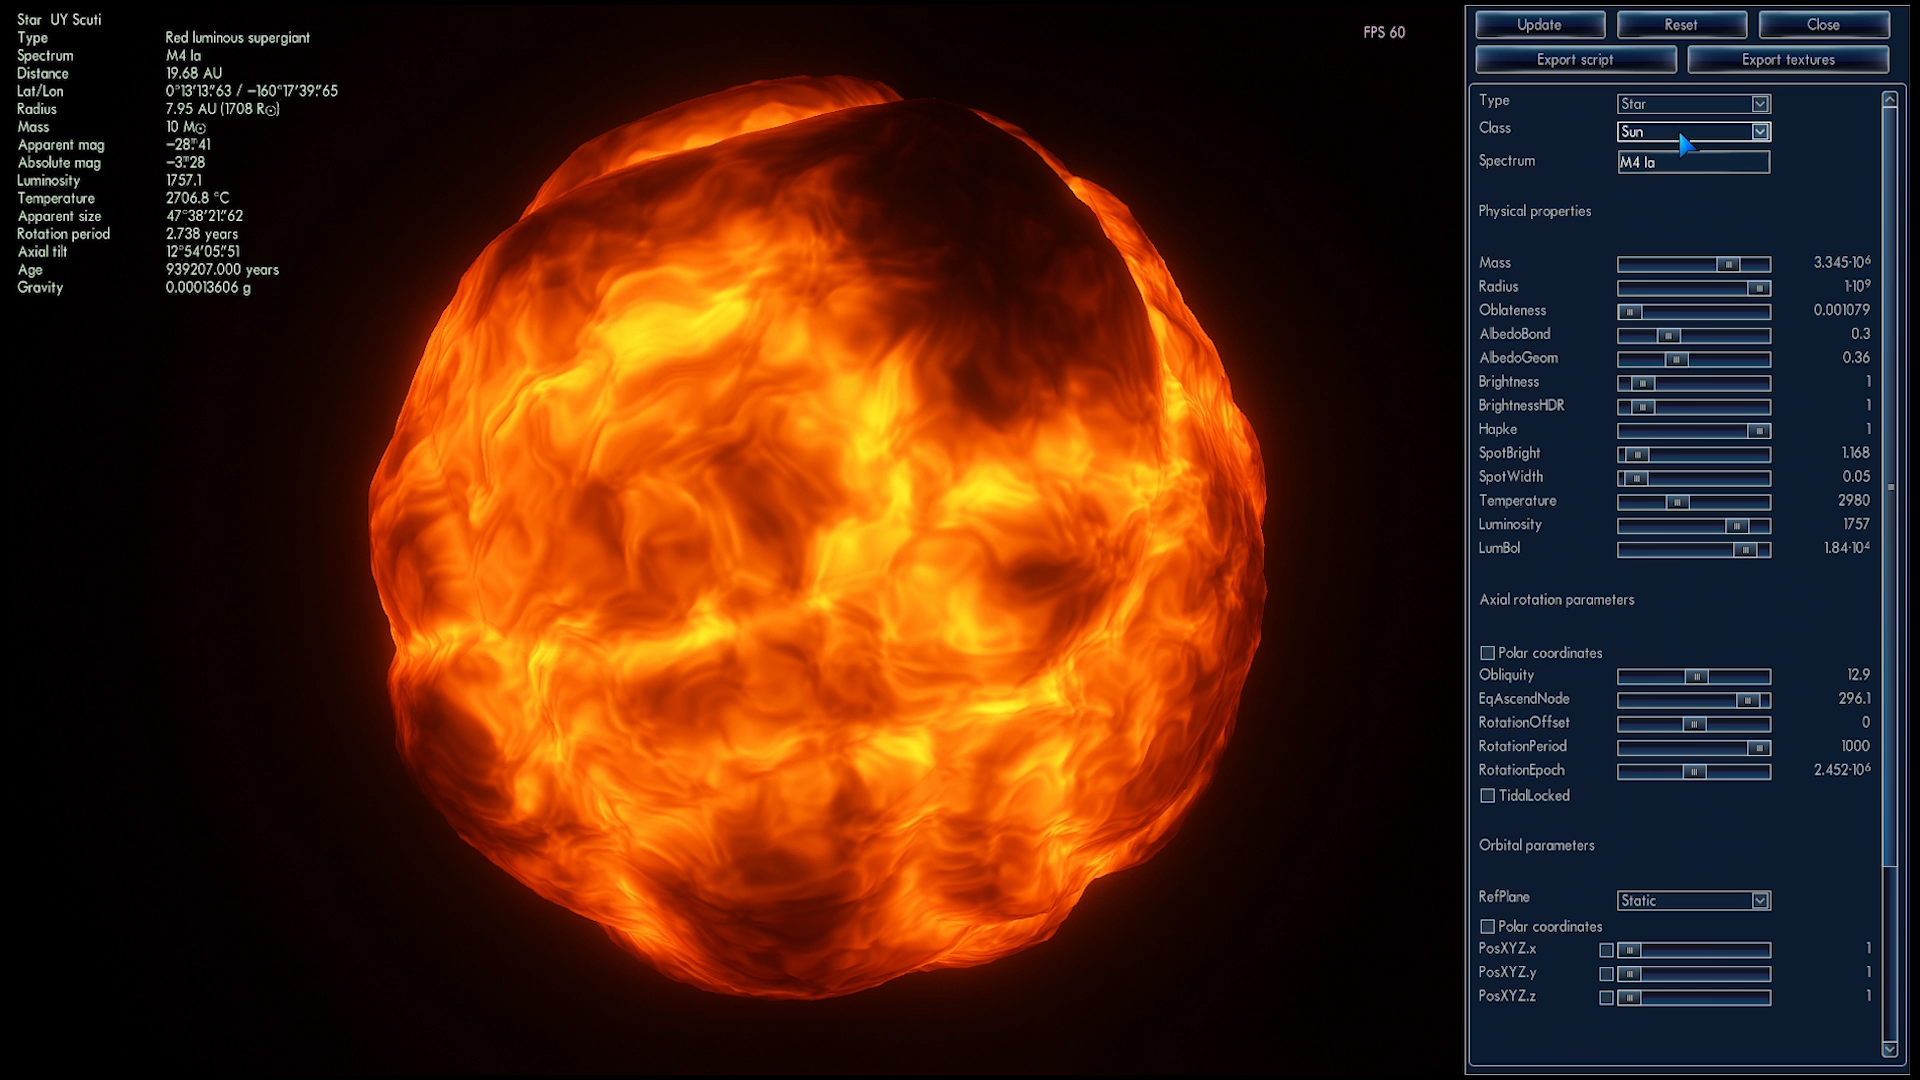 Star UY Scuti
Type Red luminous supergiant
Spectrum M4 Ia
Distance 19.68 AU
Lat/Lon 0°13'13."63 / −160°17'39."65
Radius 7.95 AU (1708 R☉)
Mass 10 M☉
Apparent mag −28.ᵐ41
Absolute mag −3.ᵐ28
Luminosity 1757.1
Temperature 2706.8 °C
Apparent size 47°38'21."62
Rotation period 2.738 years
Axial tilt 12°54'05."51
Age 939207.000 years
Gravity 0.00013606 g
FPS 60
Update Reset Close
Export script Export textures
Type Star
Class Sun
Spectrum M4 Ia
Physical properties
Mass 3.345·10⁶
Radius 1·10⁹
Oblateness 0.001079
AlbedoBond 0.3
AlbedoGeom 0.36
Brightness 1
BrightnessHDR 1
Hapke 1
SpotBright 1.168
SpotWidth 0.05
Temperature 2980
Luminosity 1757
LumBol 1.84·10⁴
Axial rotation parameters
Polar coordinates
Obliquity 12.9
EqAscendNode 296.1
RotationOffset 0
RotationPeriod 1000
RotationEpoch 2.452·10⁶
TidalLocked
Orbital parameters
RefPlane Static
Polar coordinates
PosXYZ.x 1
PosXYZ.y 1
PosXYZ.z 1